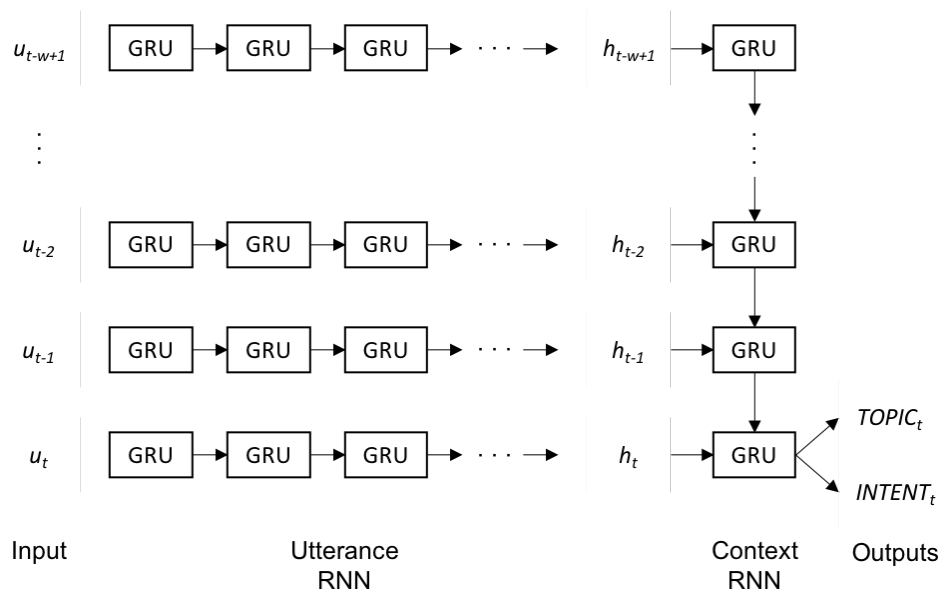 u_{t-w+1} GRU GRU GRU · · · h_{t-w+1} GRU
⋮ ⋮
u_{t-2} GRU GRU GRU · · · h_{t-2} GRU
u_{t-1} GRU GRU GRU · · · h_{t-1} GRU
TOPIC_t
u_t GRU GRU GRU · · · h_t GRU
INTENT_t
Input Utterance Context Outputs
RNN RNN